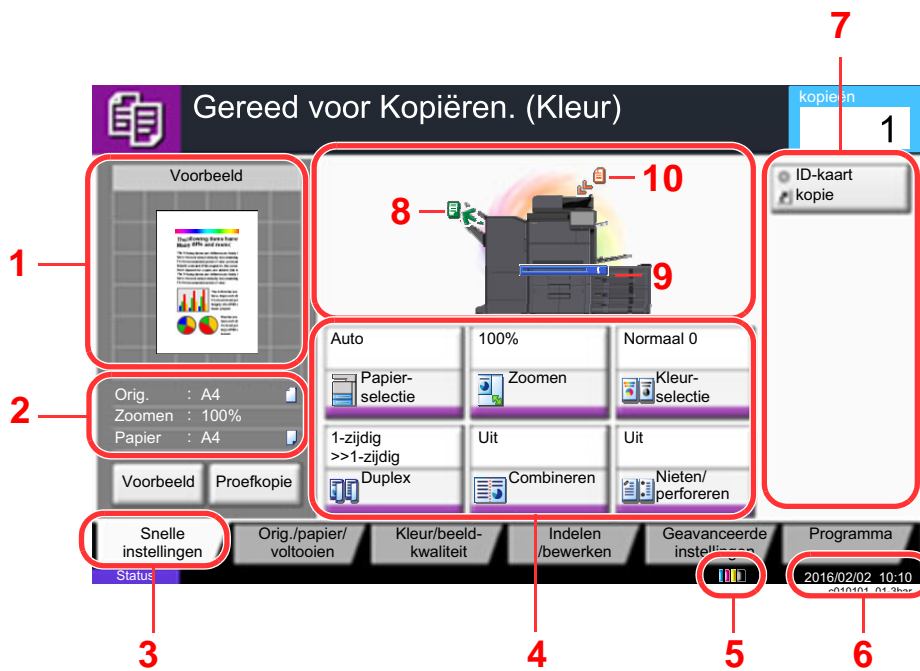 7
Gereed voor Kopiëren. (Kleur)
kopieën
1
Voorbeeld
10
8
9
ID-kaart
kopie
1
2
Orig. : A4
Zoomen : 100%
Papier : A4
Voorbeeld
Proefkopie
Auto
Papier-
selectie
100%
Zoomen
Normaal 0
Kleur-
selectie
1-zijdig
>>1-zijdig
Duplex
Uit
Combineren
Uit
Nieten/
perforeren
Snelle
instellingen
Orig./papier/
voltooien
Kleur/beeld-
kwaliteit
Indelen
/bewerken
Geavanceerde
instellingen
Programma
Status
2016/02/02 10:10
c010101_01-3bar
3
4
5
6